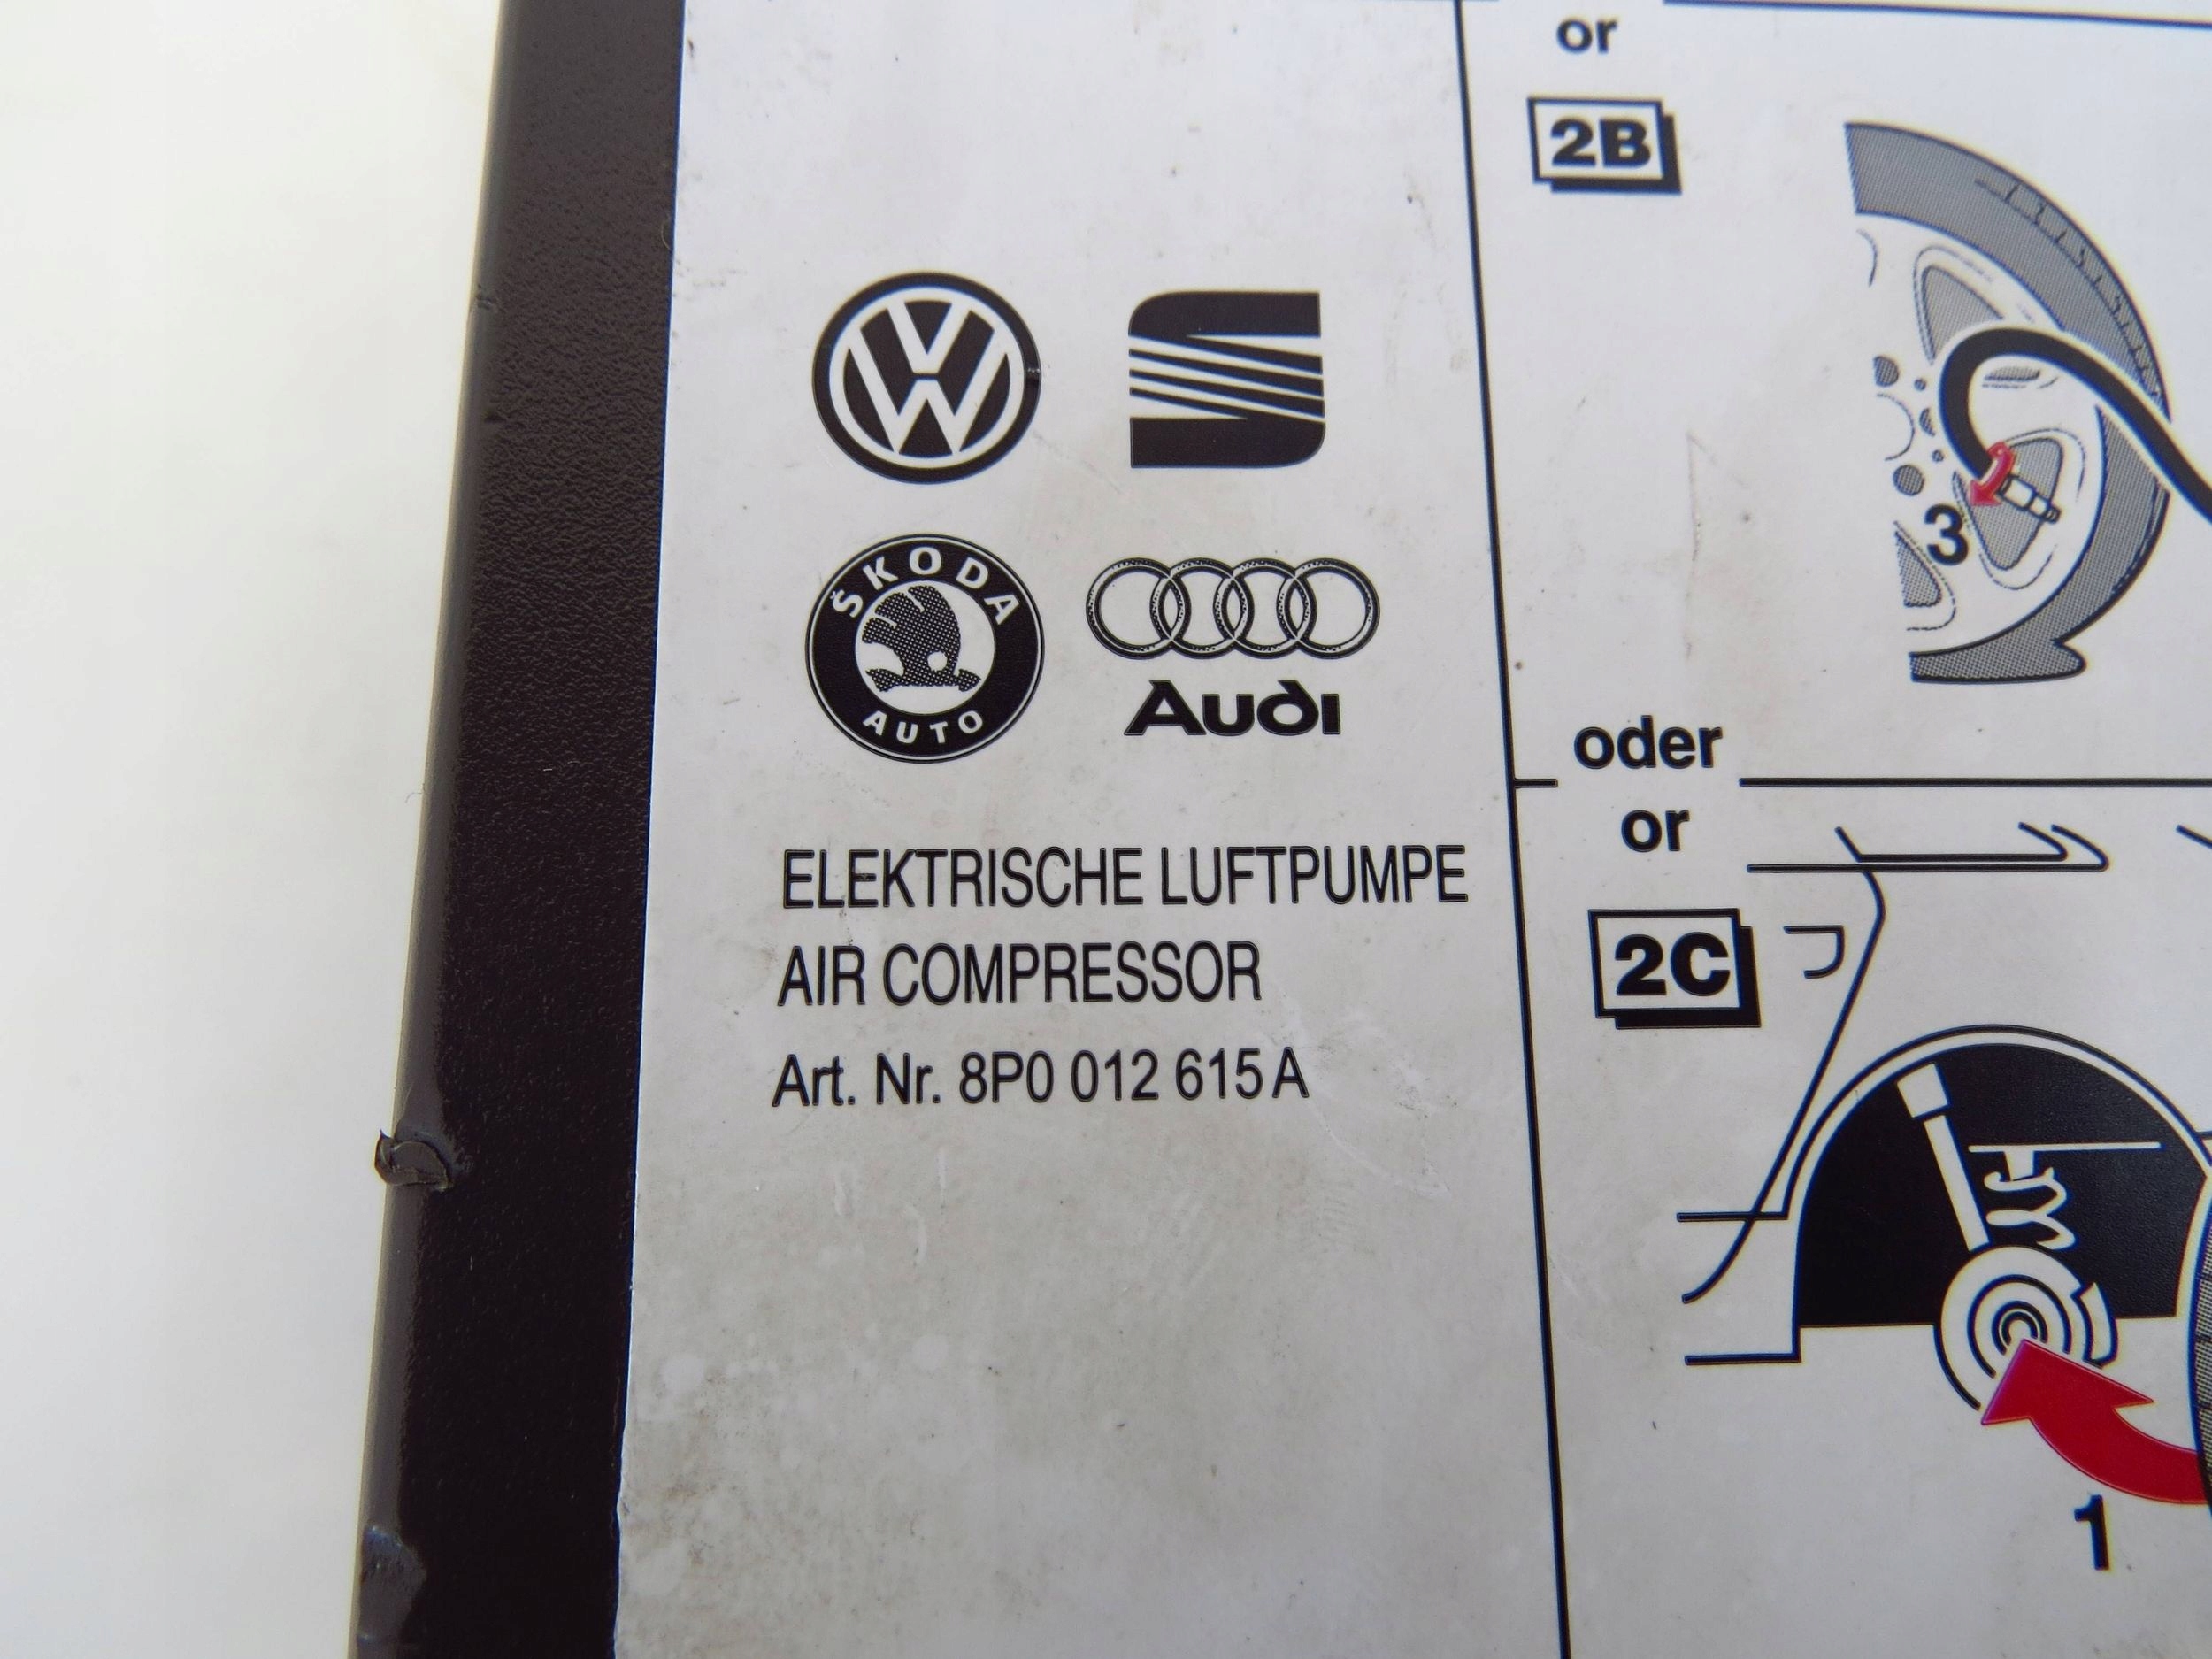 ŠKODA
AUTO
Audi
ELEKTRISCHE LUFTPUMPE
AIR COMPRESSOR
Art. Nr. 8P0 012 615 A
or
2B
3
oder
or
2C
1